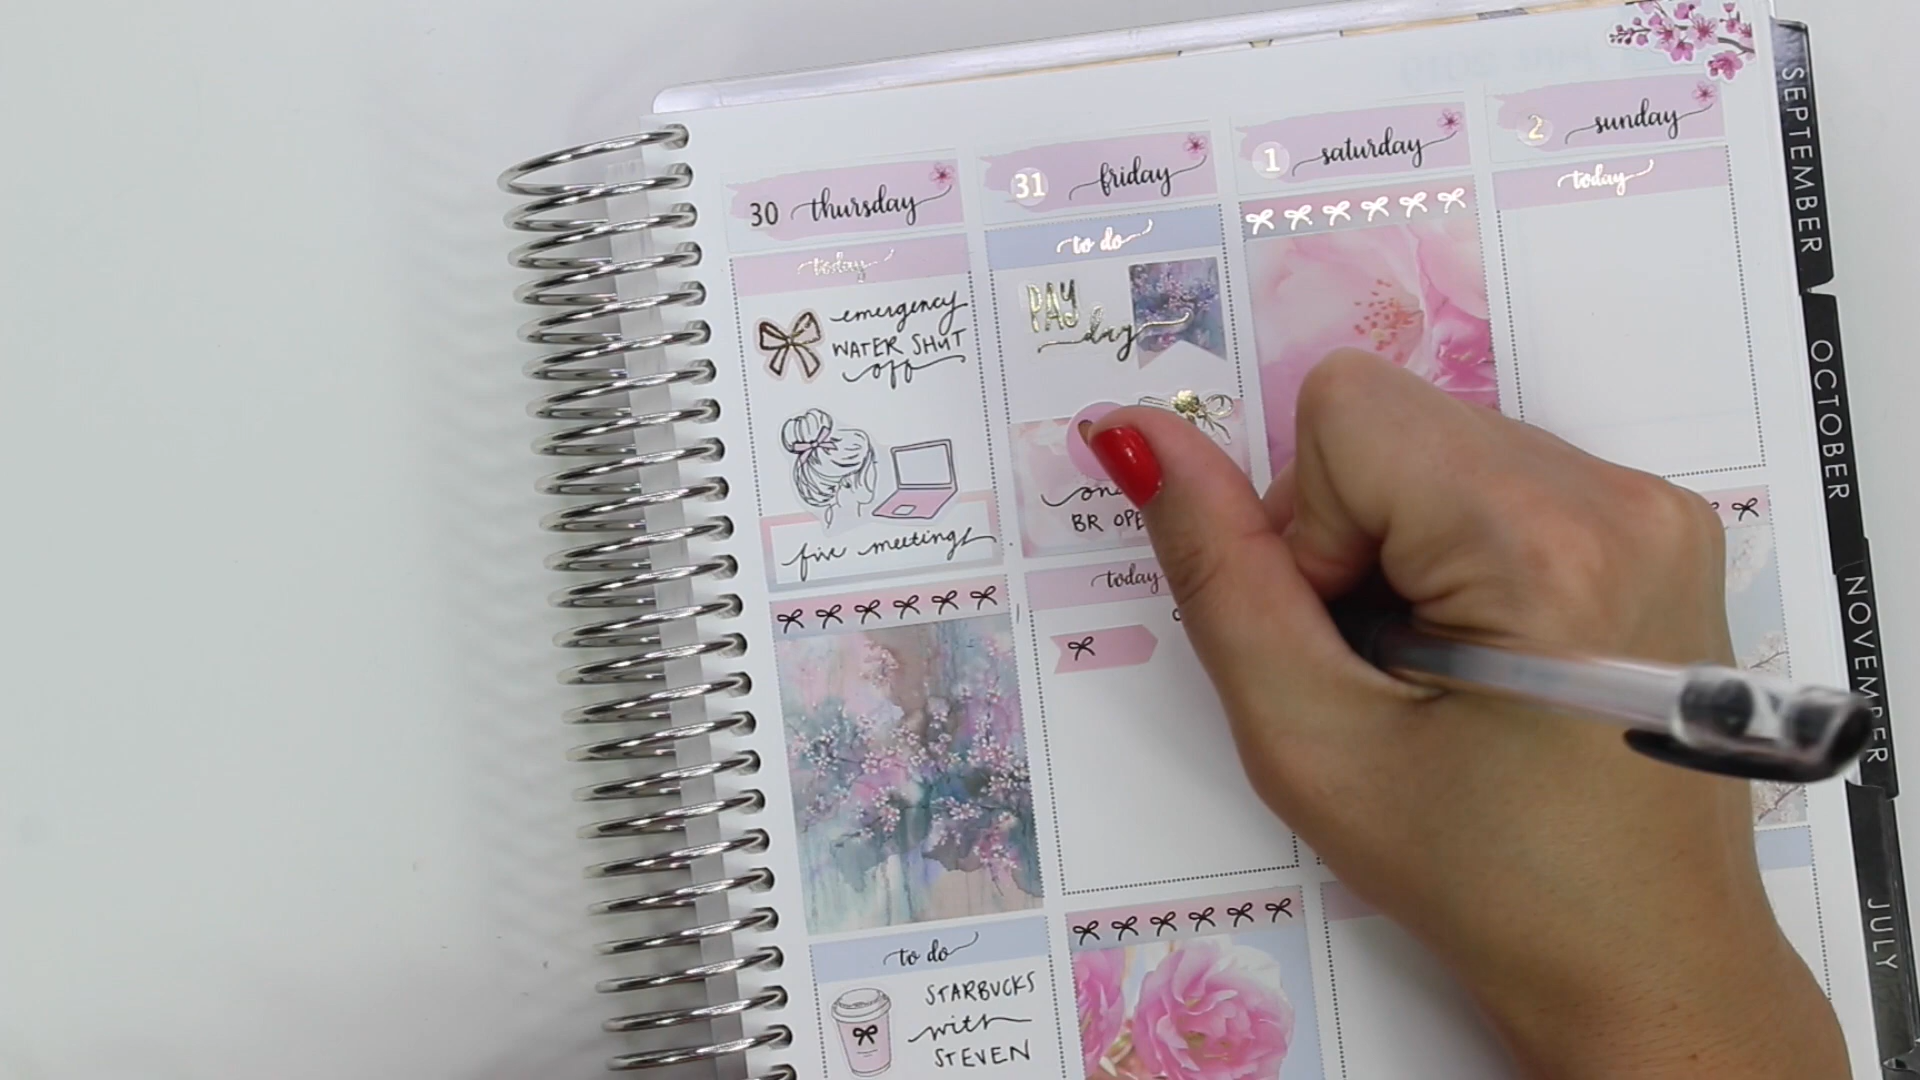 30 thursday
31 friday
1 saturday
2 sunday
today
emergency
WATER SHUT
off
five meetings
to do
STARBUCKS
with
STEVEN
to do
PAY
day
BR
today
today
SEPTEMBER
OCTOBER
NOVEMBER
JULY